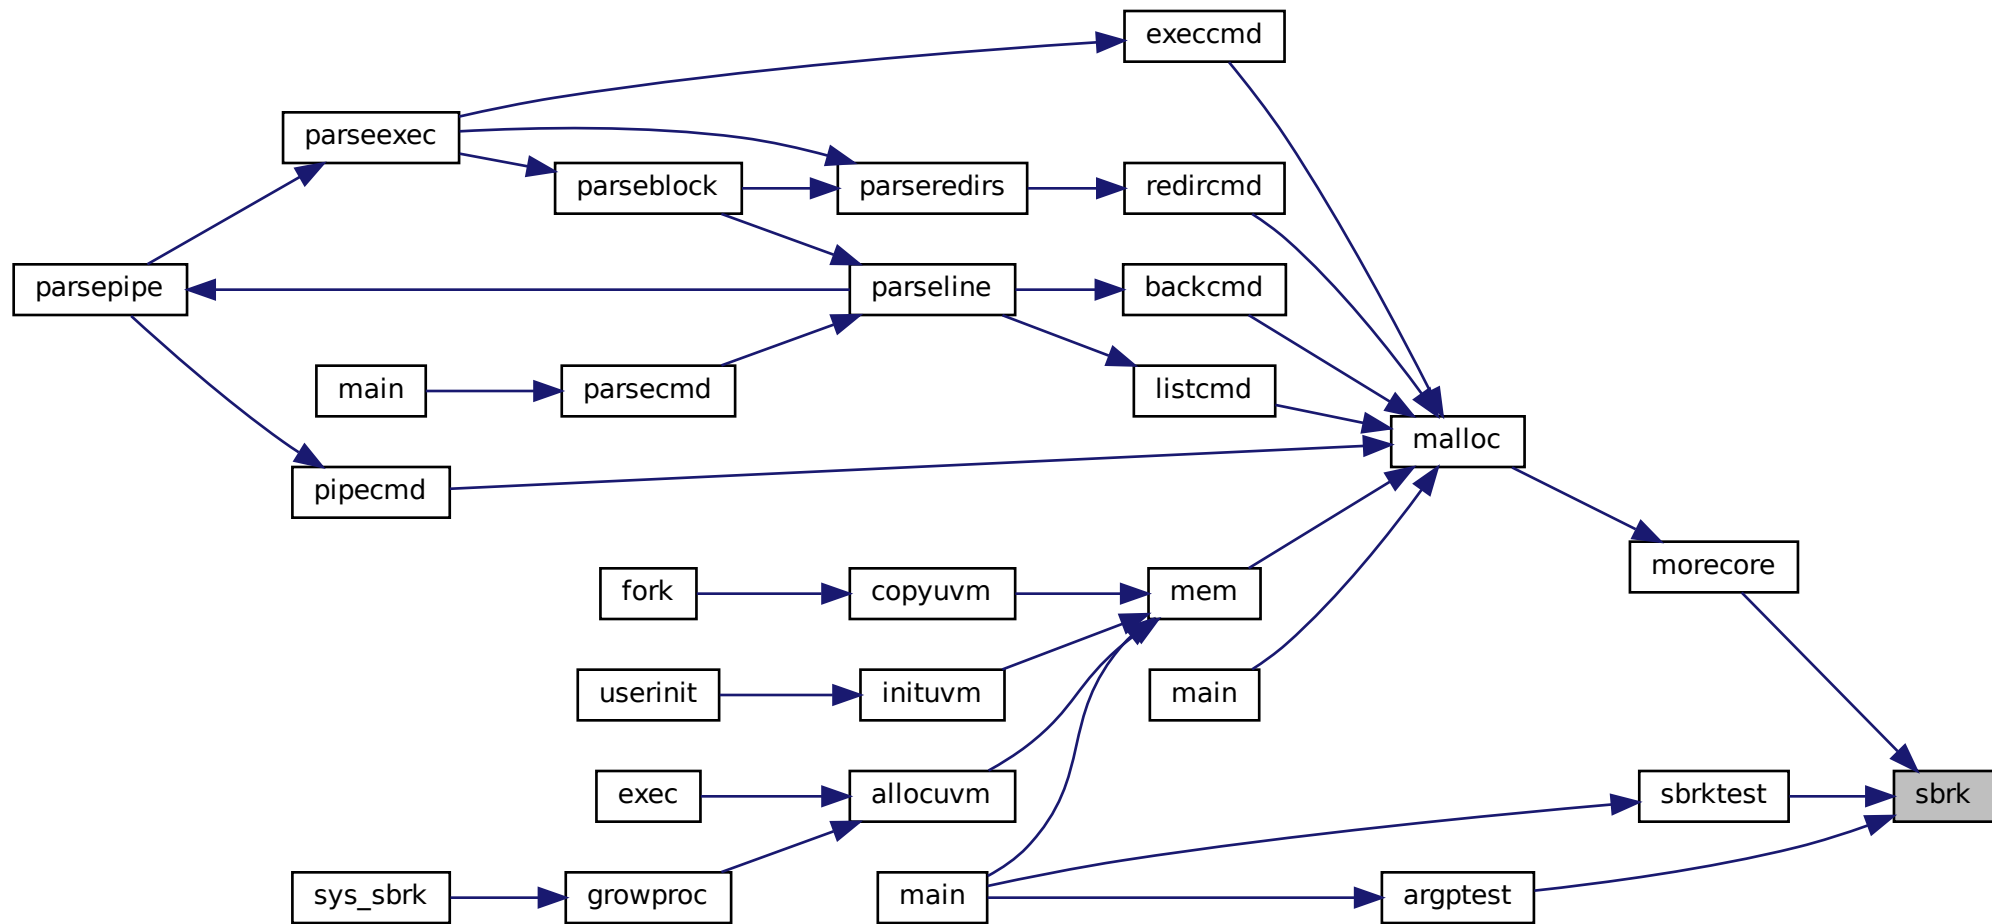 execcmd
parseexec
parseblock
parseredirs
redircmd
parsepipe
parseline
backcmd
main
parsecmd
listcmd
malloc
pipecmd
morecore
fork
copyuvm
mem
userinit
inituvm
main
exec
allocuvm
sbrktest
sbrk
sys_sbrk
growproc
main
argptest